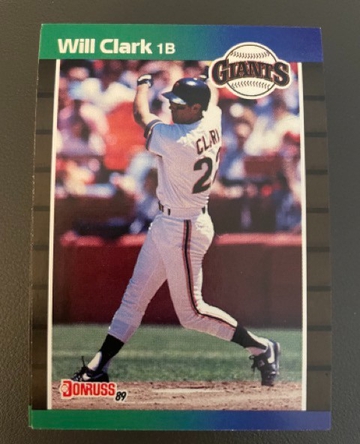 Will Clark 1B
GIANTS
CLARK
22
DONRUSS
89